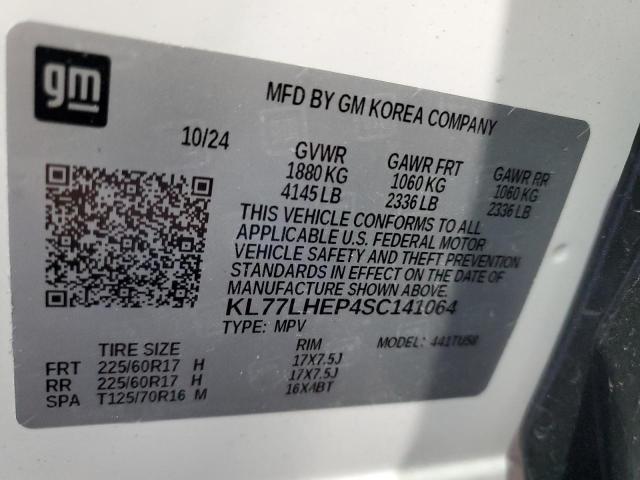 gm
MFD BY GM KOREA COMPANY
10/24
GVWR GAWR FRT GAWR RR
1880 KG 1060 KG 1060 KG
4145 LB 2336 LB 2336 LB
THIS VEHICLE CONFORMS TO ALL
APPLICABLE U.S. FEDERAL MOTOR
VEHICLE SAFETY AND THEFT PREVENTION
STANDARDS IN EFFECT ON THE DATE OF
MANUFACTURE SHOWN ABOVE.
KL77LHEP4SC141064
TYPE: MPV MODEL: 441TU58
TIRE SIZE RIM
FRT 225/60R17 H 17X7.5J
RR 225/60R17 H 17X7.5J
SPA T125/70R16 M 16X4BT